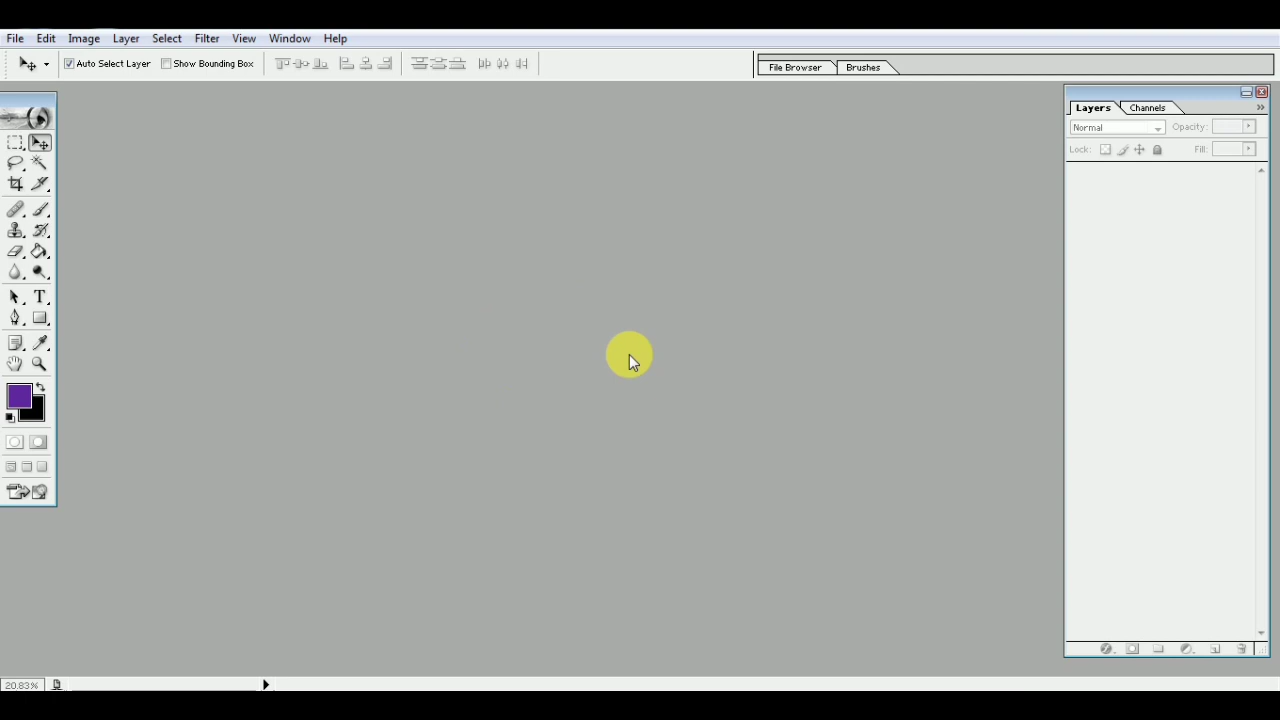 File Edit Image Layer Select Filter View Window Help
Auto Select Layer Show Bounding Box File Browser Brushes
Layers Channels
Normal Opacity:
Lock: Fill:
T
20.83%